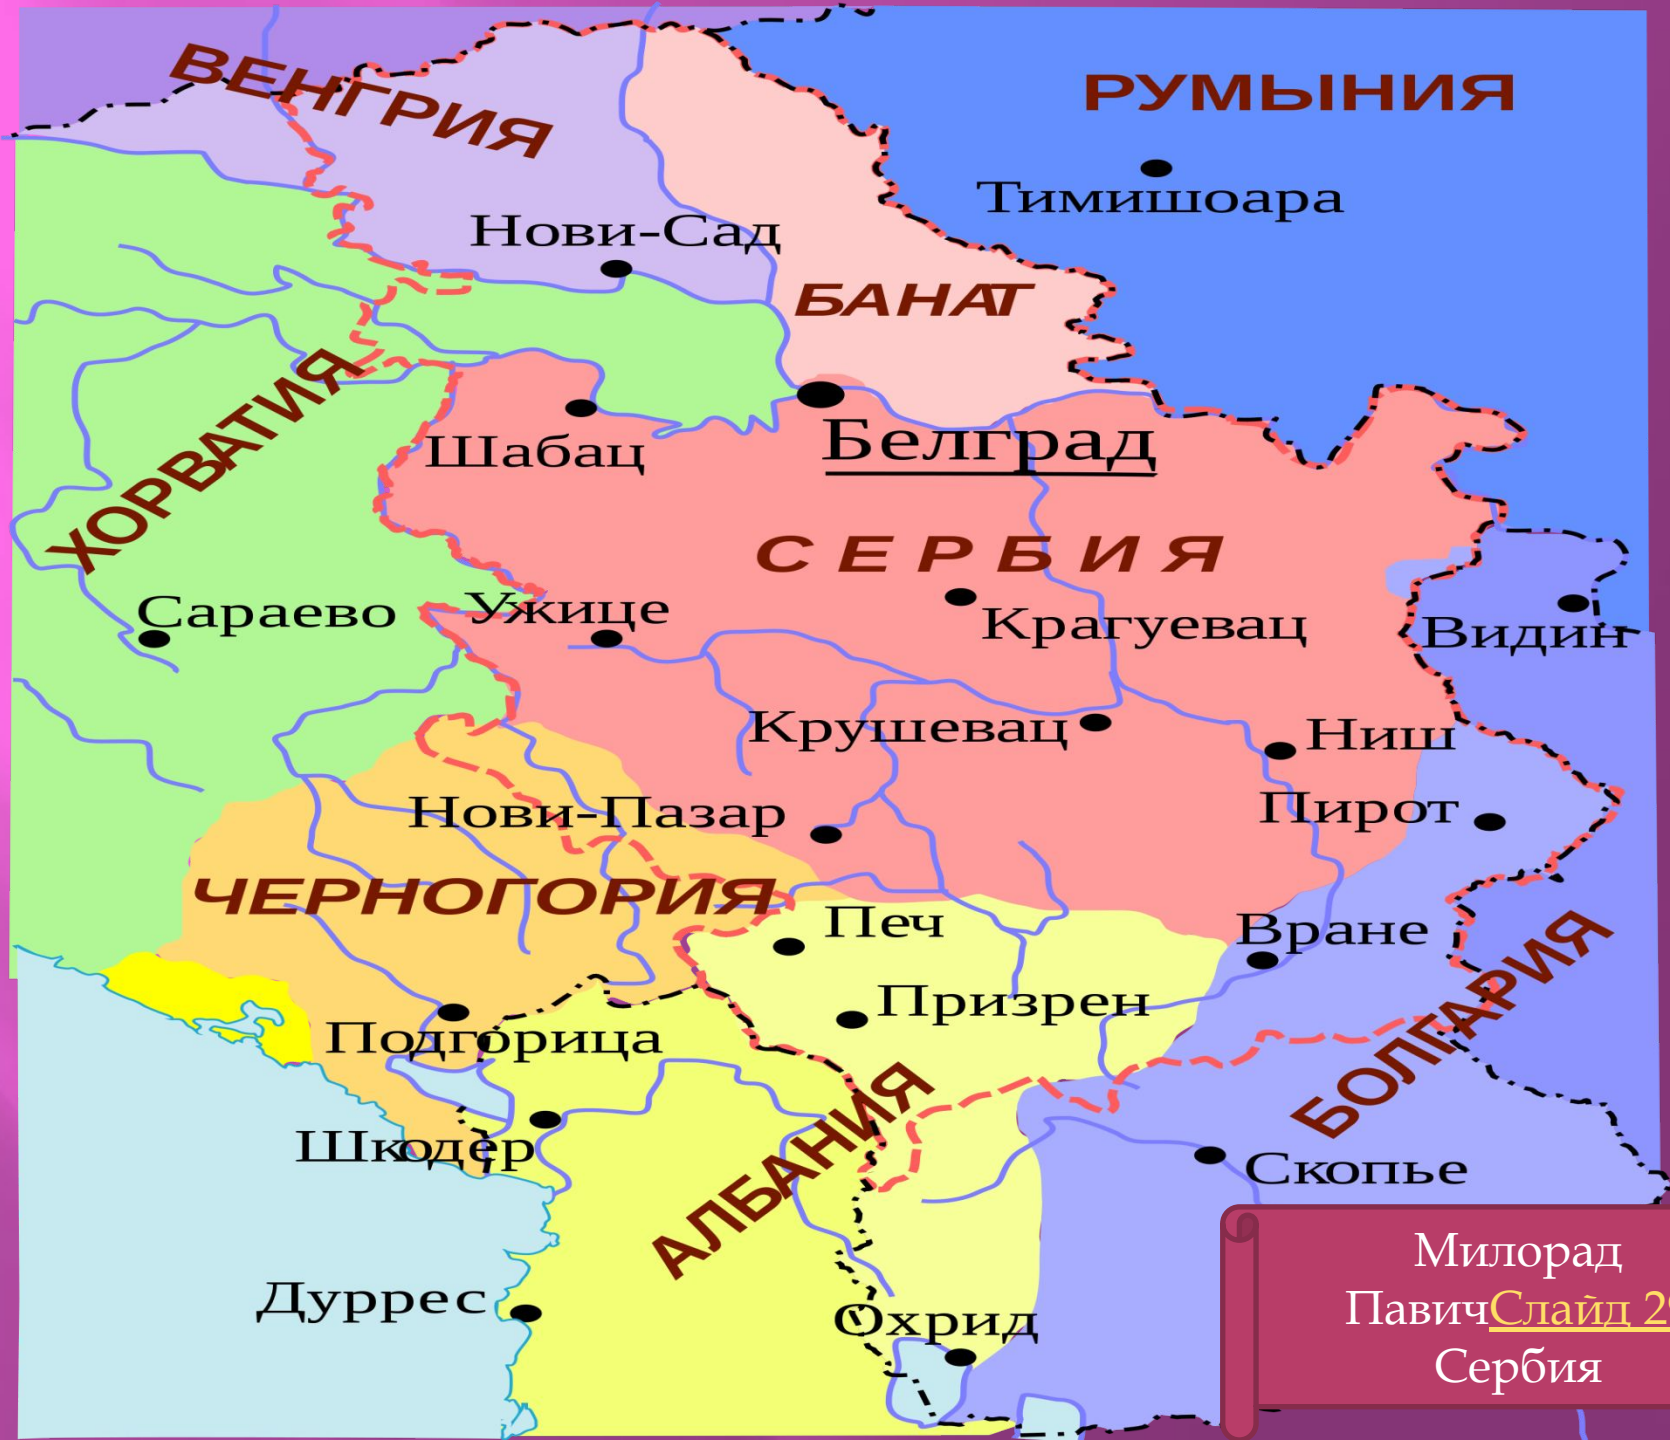 ВЕНГРИЯ
РУМЫНИЯ
Тимишоара
Нови-Сад
БАНАТ
ХОРВАТИЯ
Шабац
Белград
СЕРБИЯ
Сараево
Ужице
Крагуевац
Видин
Крушевац
Ниш
Нови-Пазар
Пирот
ЧЕРНОГОРИЯ
Печ
Вране
Призрен
БОЛГАРИЯ
Подгорица
АЛБАНИЯ
Шкодер
Скопье
Дуррес
Охрид
Милорад
ПавичСлайд 2
Сербия